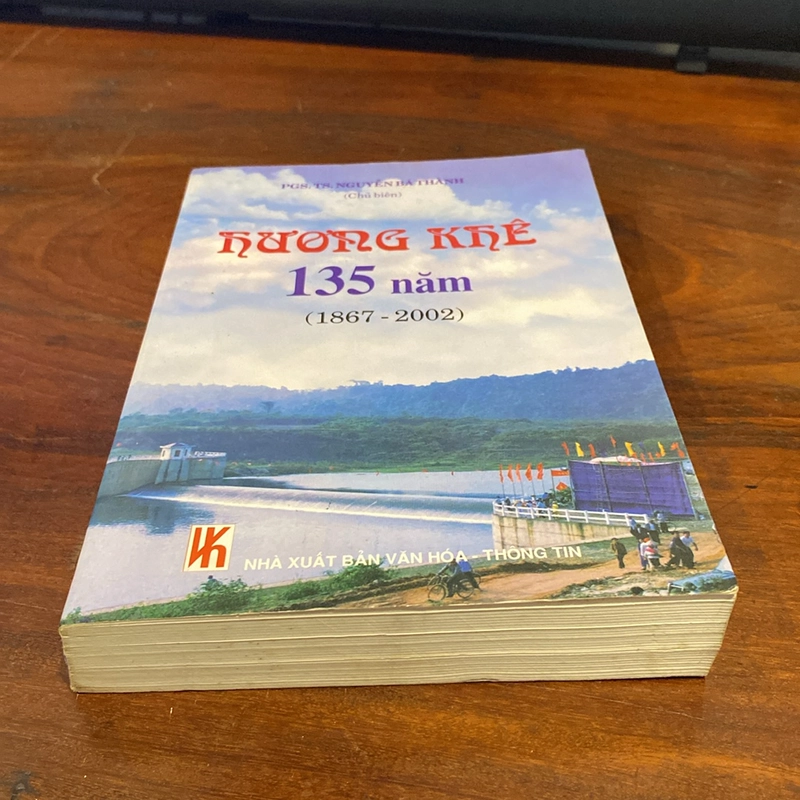 PGS. TS. NGUYỄN BÁ THÀNH
(Chủ biên)
HƯƠNG KHÊ
135 năm
(1867 - 2002)
NHÀ XUẤT BẢN VĂN HÓA - THÔNG TIN